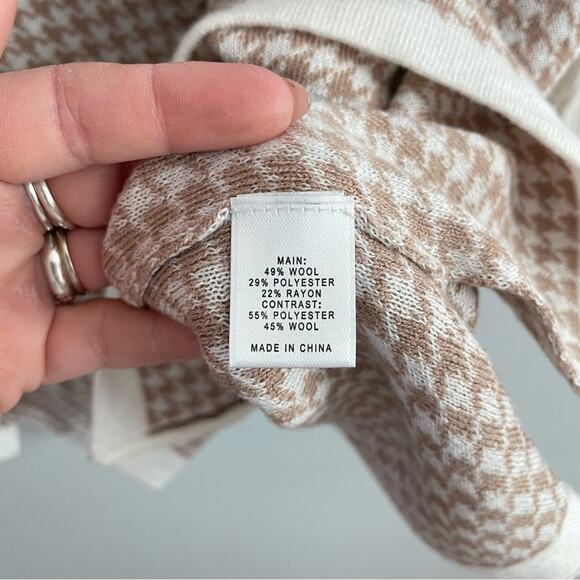 MAIN:
49% WOOL
29% POLYESTER
22% RAYON
CONTRAST:
55% POLYESTER
45% WOOL
MADE IN CHINA